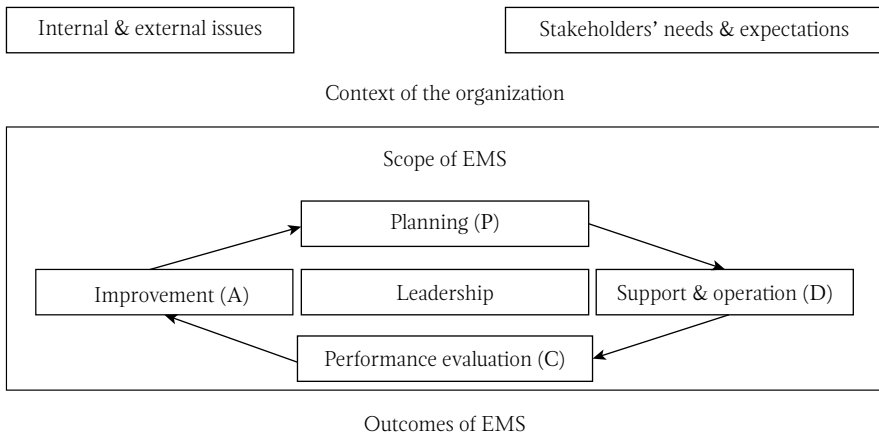 Internal & external issues
Stakeholders’ needs & expectations
Context of the organization
Scope of EMS
Planning (P)
Improvement (A)
Leadership
Support & operation (D)
Performance evaluation (C)
Outcomes of EMS